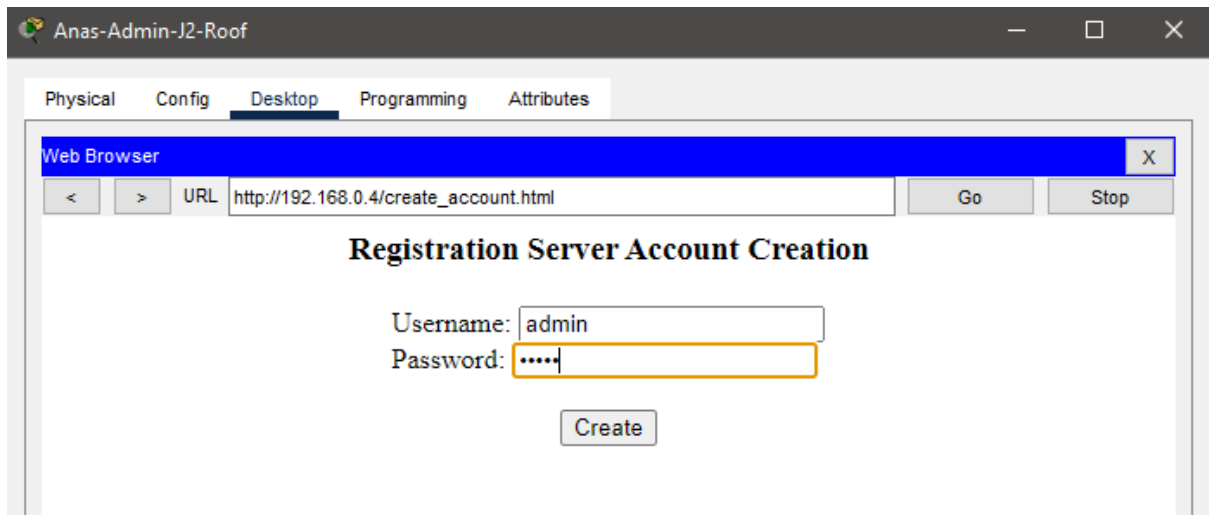 Anas-Admin-J2-Roof
Physical Config Desktop Programming Attributes
Web Browser X
< > URL http://192.168.0.4/create_account.html Go Stop
Registration Server Account Creation
Username: admin
Password: •••••
Create